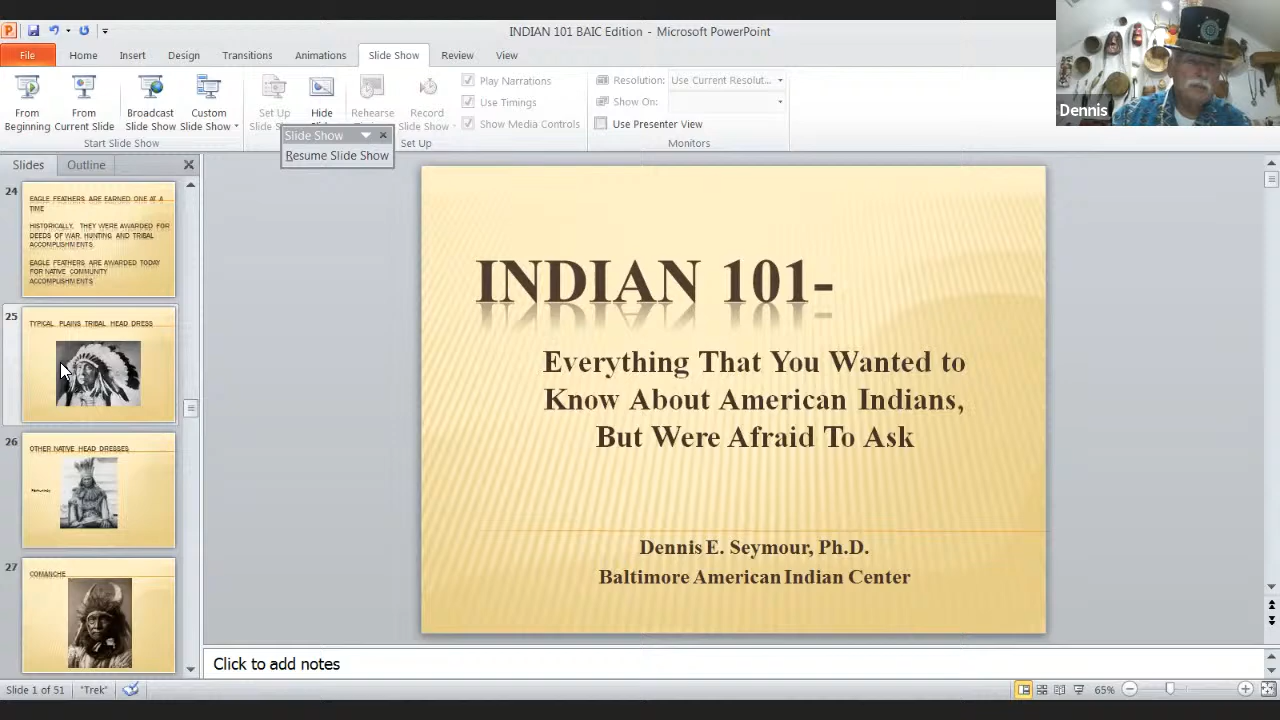 INDIAN 101 BAIC Edition - Microsoft PowerPoint
File Home Insert Design Transitions Animations Slide Show Review View
From Beginning
From Current Slide
Broadcast Slide Show
Custom Slide Show
Set Up
Hide
Rehearse
Record Slide Show
Play Narrations
Use Timings
Show Media Controls
Resolution: Use Current Resolut...
Show On:
Use Presenter View
Start Slide Show
Set Up
Monitors
Slide Show
Resume Slide Show
Dennis
Slides Outline
24
EAGLE FEATHERS ARE EARNED ONE AT A
TIME
HISTORICALLY, THEY WERE AWARDED FOR
DEEDS OF WAR, HUNTING AND TRIBAL
ACCOMPLISHMENTS.
EAGLE FEATHERS ARE AWARDED TODAY
FOR NATIVE COMMUNITY
ACCOMPLISHMENTS
25
TYPICAL PLAINS TRIBAL HEAD DRESS
26
OTHER NATIVE HEAD DRESSES
27
COMANCHE
INDIAN 101-
Everything That You Wanted to
Know About American Indians,
But Were Afraid To Ask
Dennis E. Seymour, Ph.D.
Baltimore American Indian Center
Click to add notes
Slide 1 of 51 "Trek" 65%